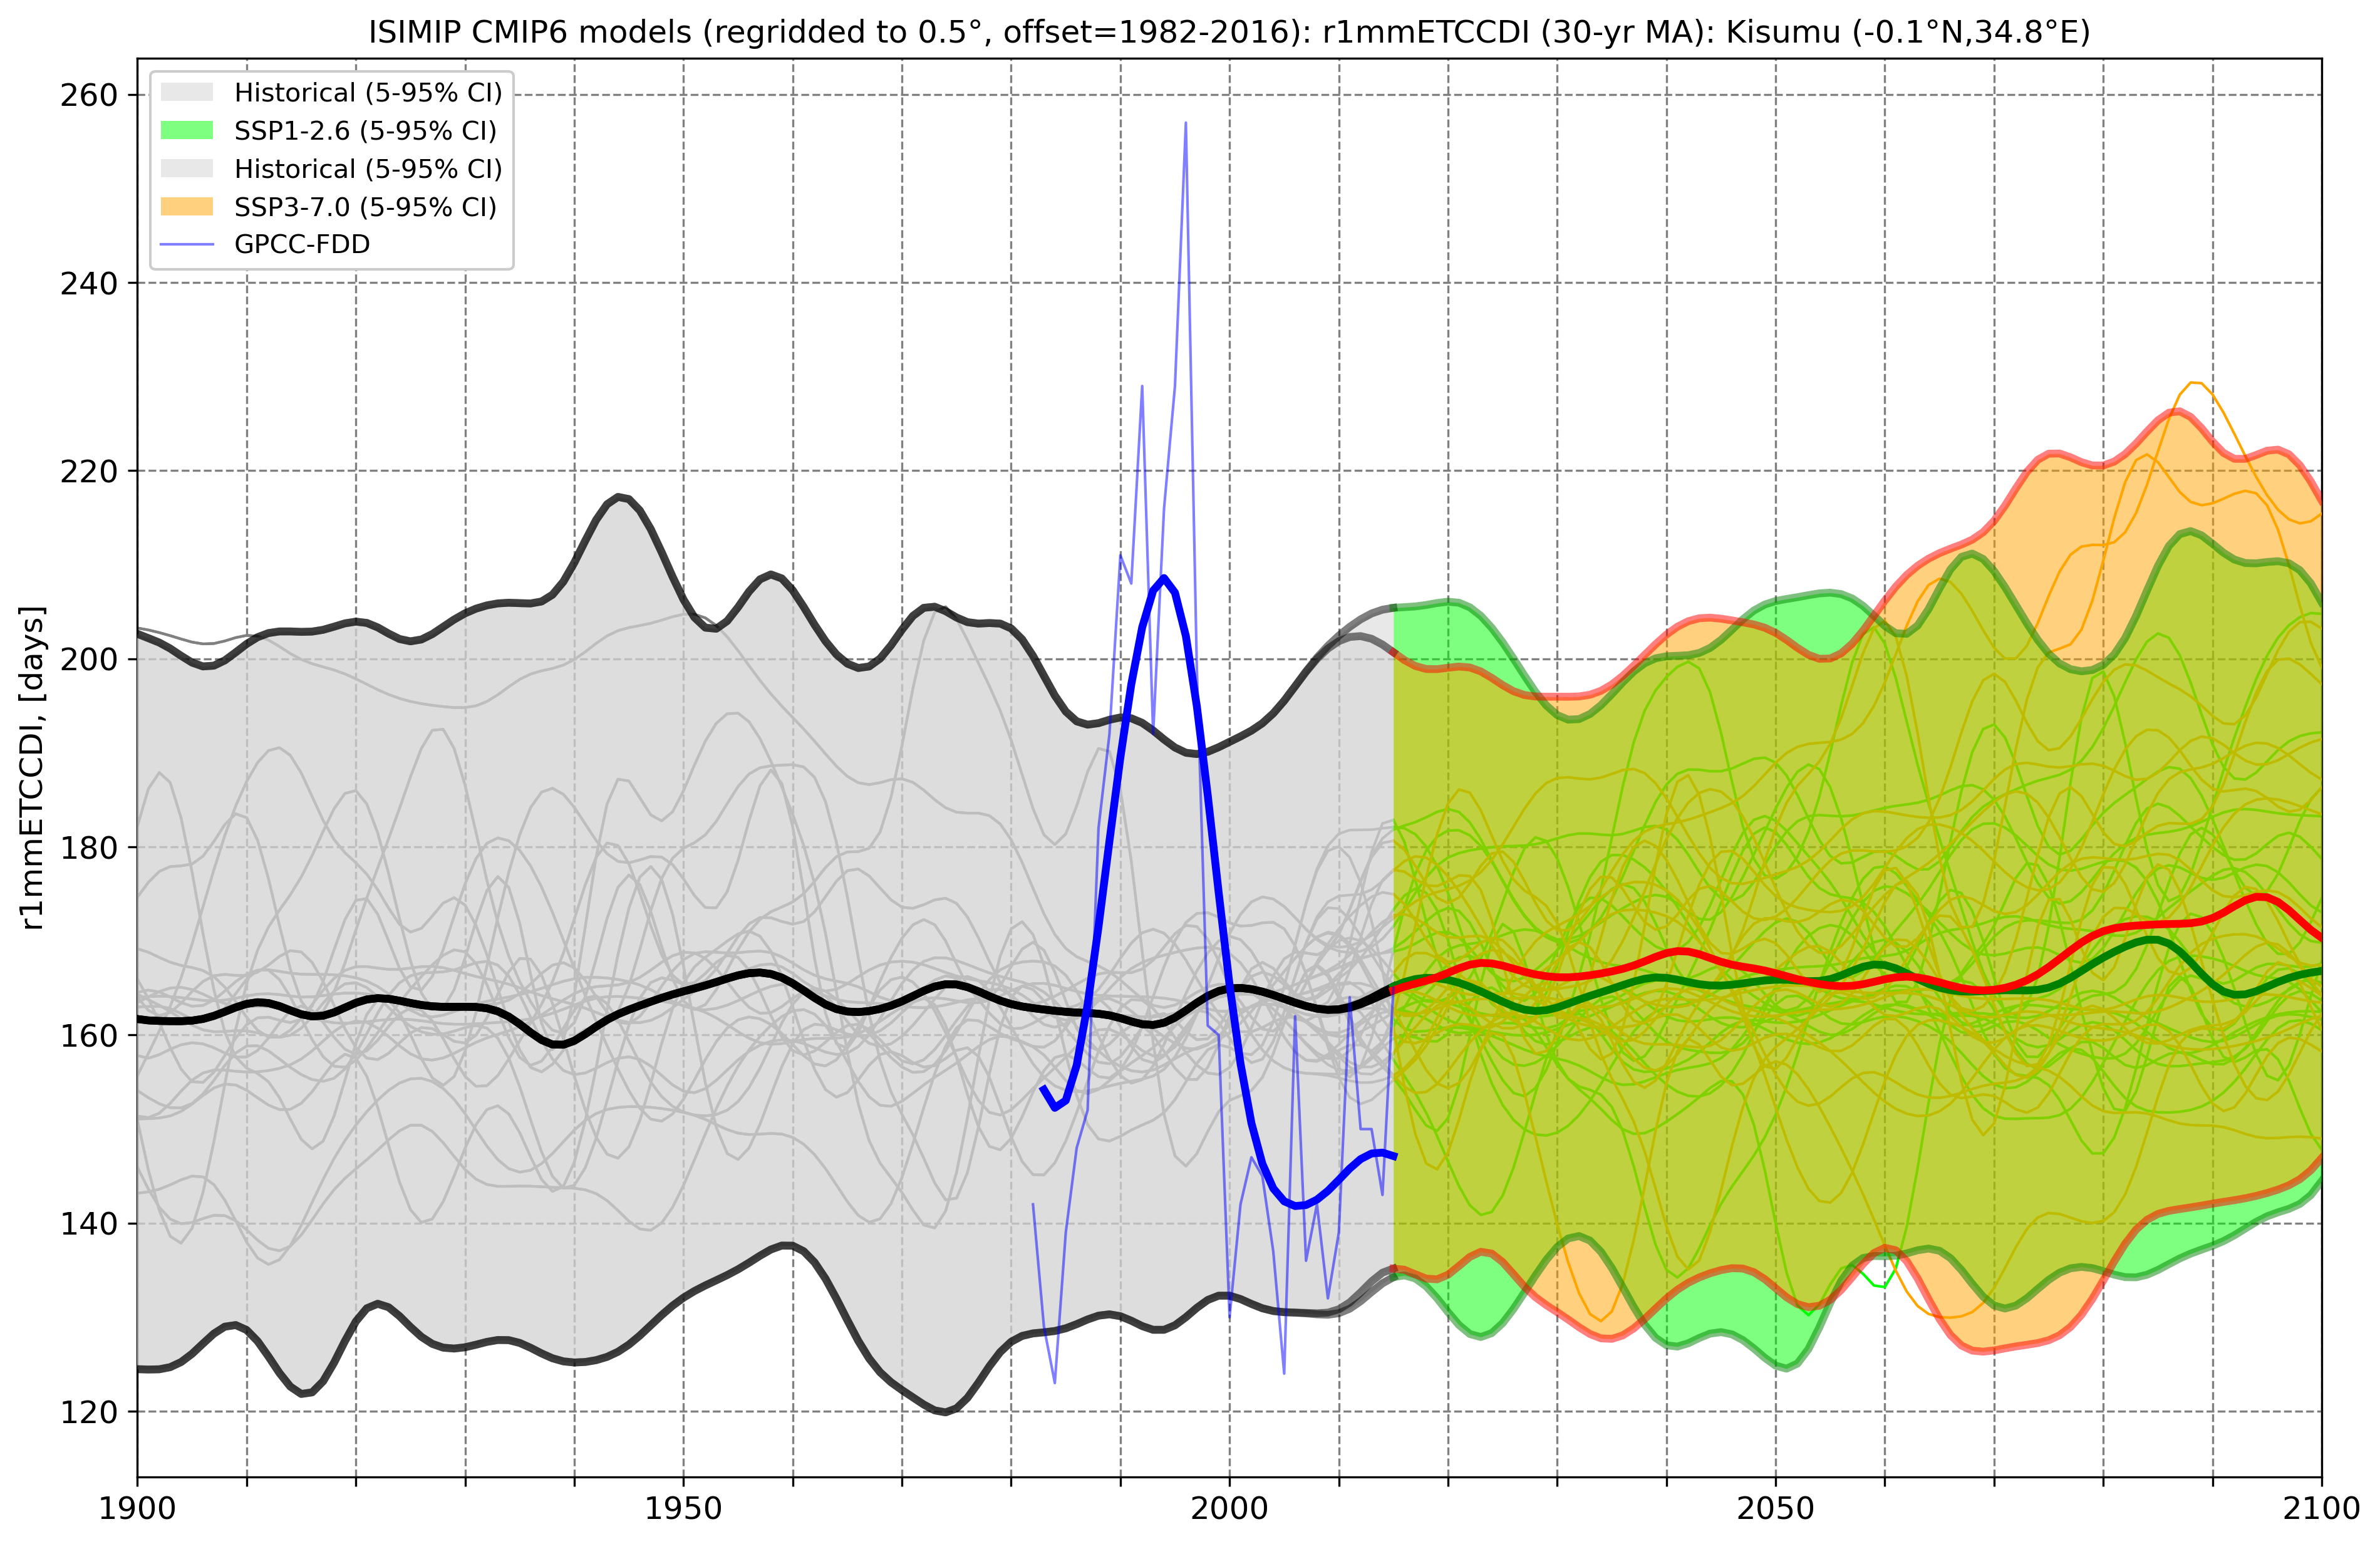 ISIMIP CMIP6 models (regridded to 0.5°, offset=1982-2016): r1mmETCCDI (30-yr MA): Kisumu (-0.1°N,34.8°E)
Historical (5-95% CI)
SSP1-2.6 (5-95% CI)
Historical (5-95% CI)
SSP3-7.0 (5-95% CI)
GPCC-FDD
r1mmETCCDI, [days]
260
240
220
200
180
160
140
120
1900 1950 2000 2050 2100